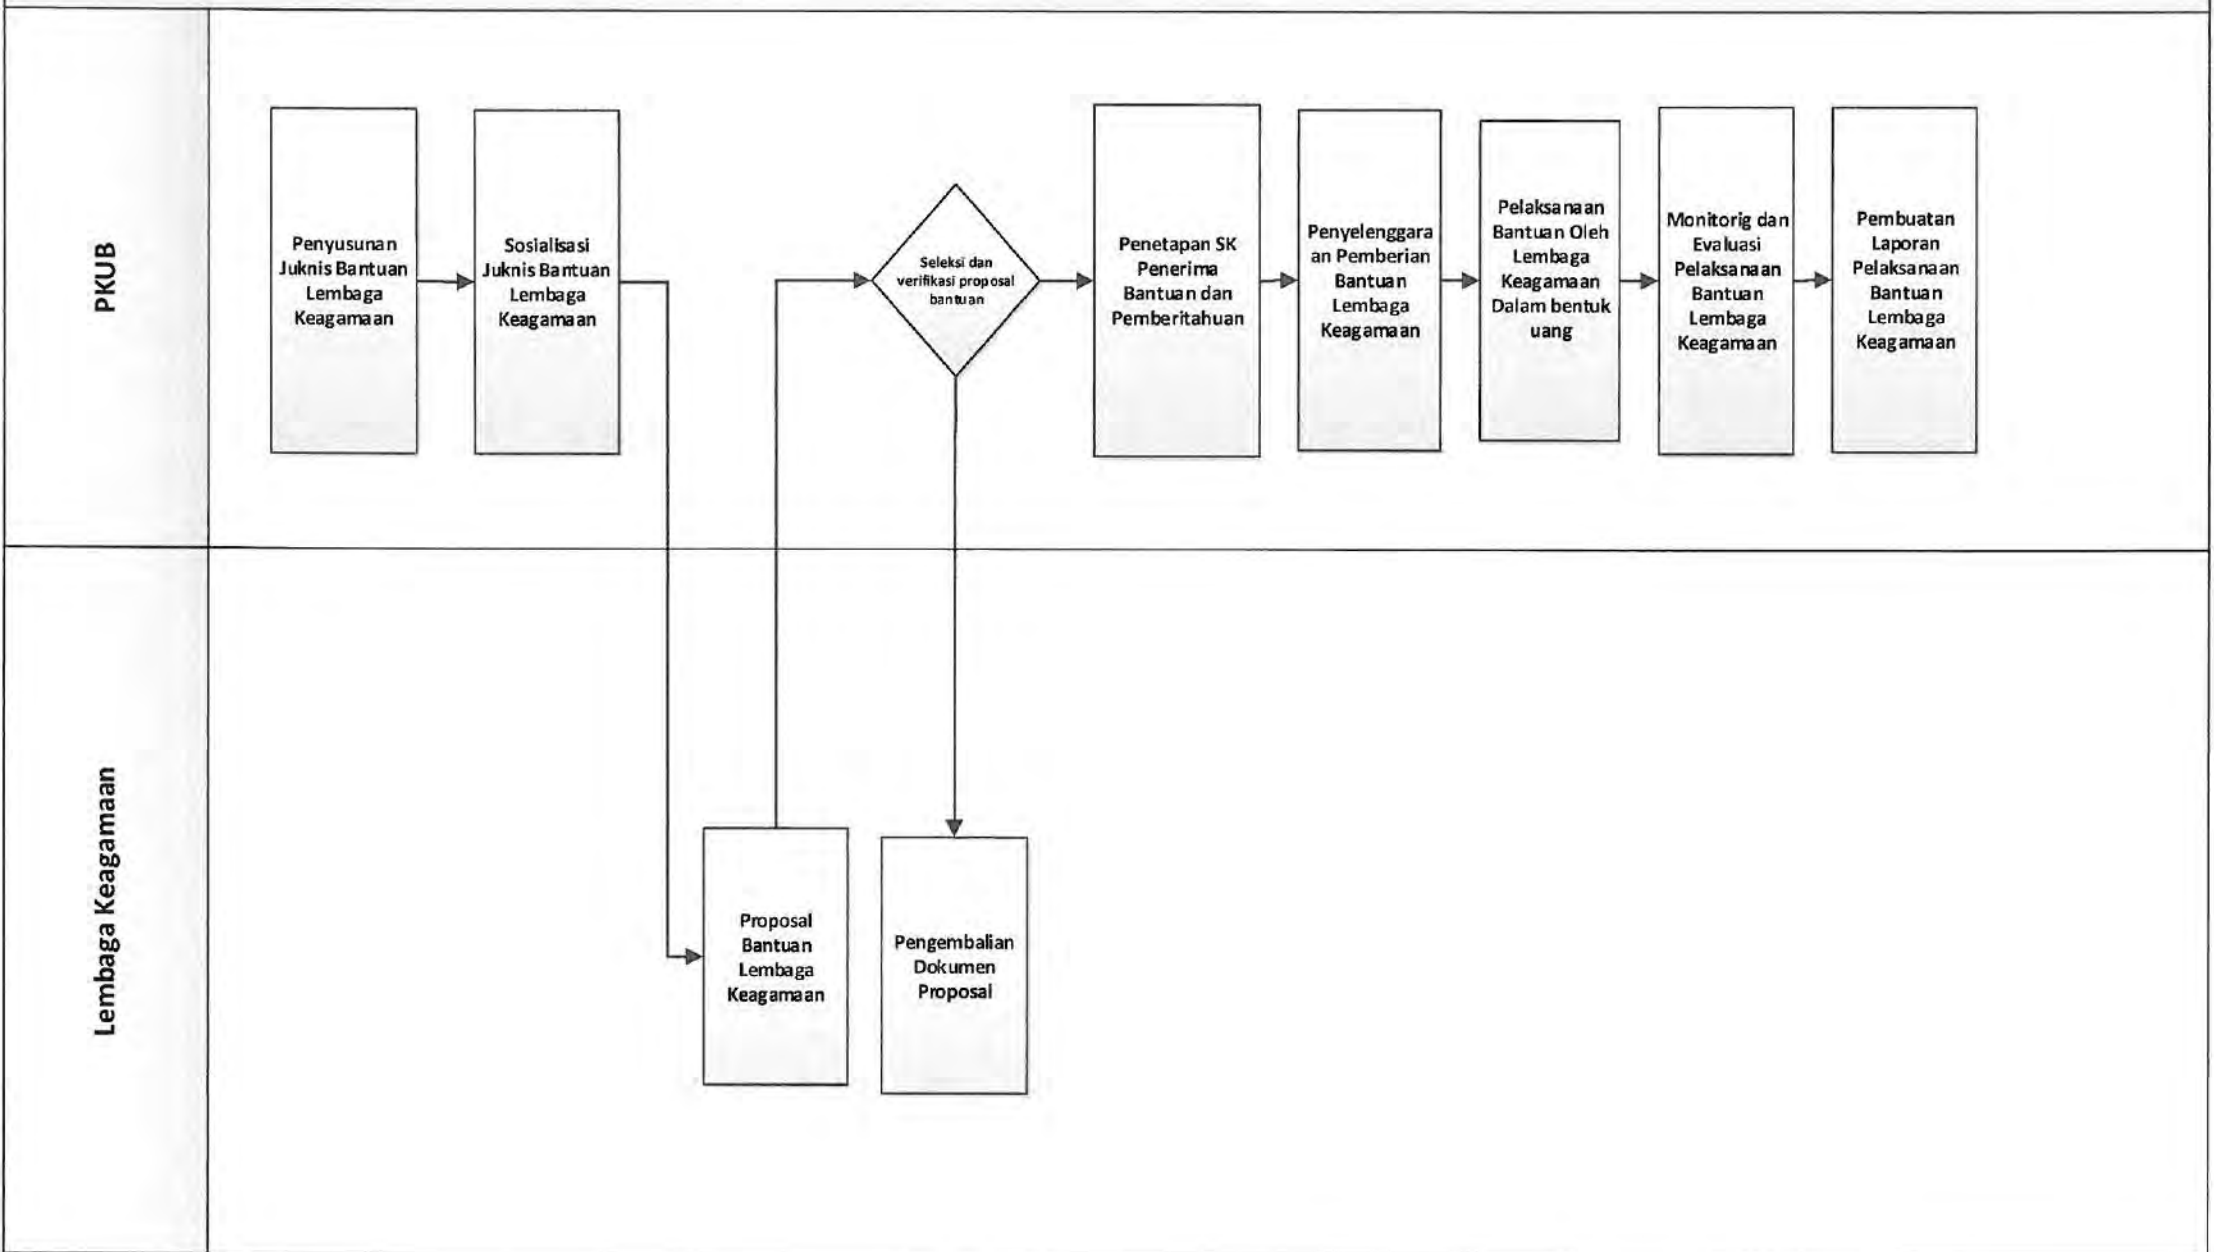 PKUB
Penyusunan
Juknis Bantuan
Lembaga
Keagamaan
Sosialisasi
Juknis Bantuan
Lembaga
Keagamaan
Seleksi dan
verifikasi proposal
bantuan
Penetapan SK
Penerima
Bantuan dan
Pemberitahuan
Penyelenggara
an Pemberian
Bantuan
Lembaga
Keagamaan
Pelaksanaan
Bantuan Oleh
Lembaga
Keagamaan
Dalam bentuk
uang
Monitorig dan
Evaluasi
Pelaksanaan
Bantuan
Lembaga
Keagamaan
Pembuatan
Laporan
Pelaksanaan
Bantuan
Lembaga
Keagamaan
Lembaga Keagamaan
Proposal
Bantuan
Lembaga
Keagamaan
Pengembalian
Dokumen
Proposal